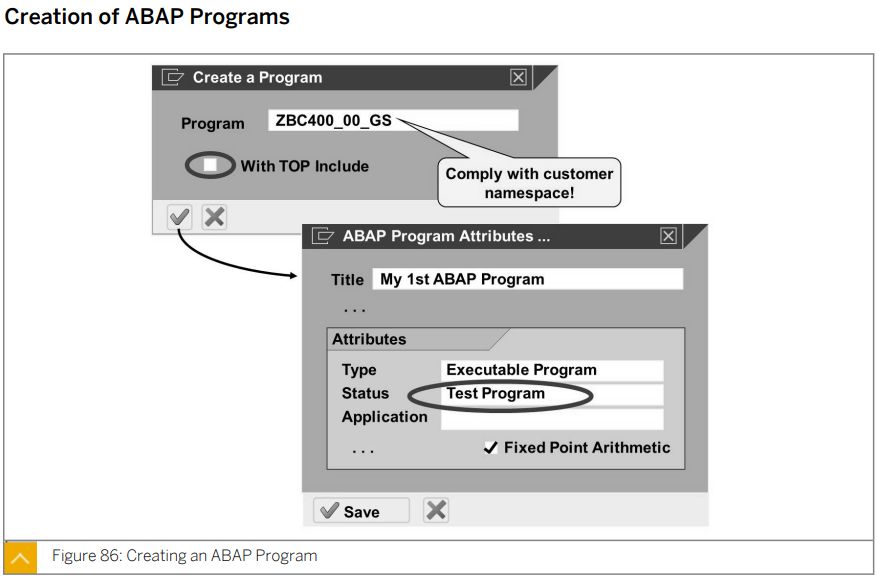 Creation of ABAP Programs
Create a Program
Program ZBC400_00_GS
With TOP Include
Comply with customer
namespace!
ABAP Program Attributes ...
Title My 1st ABAP Program
...
Attributes
Type Executable Program
Status Test Program
Application
... Fixed Point Arithmetic
Save
Figure 86: Creating an ABAP Program